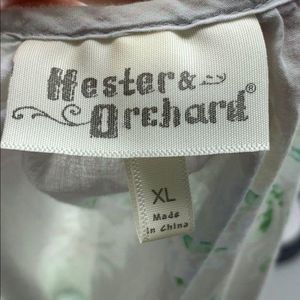 Hester &
Orchard®
XL
Made
in China